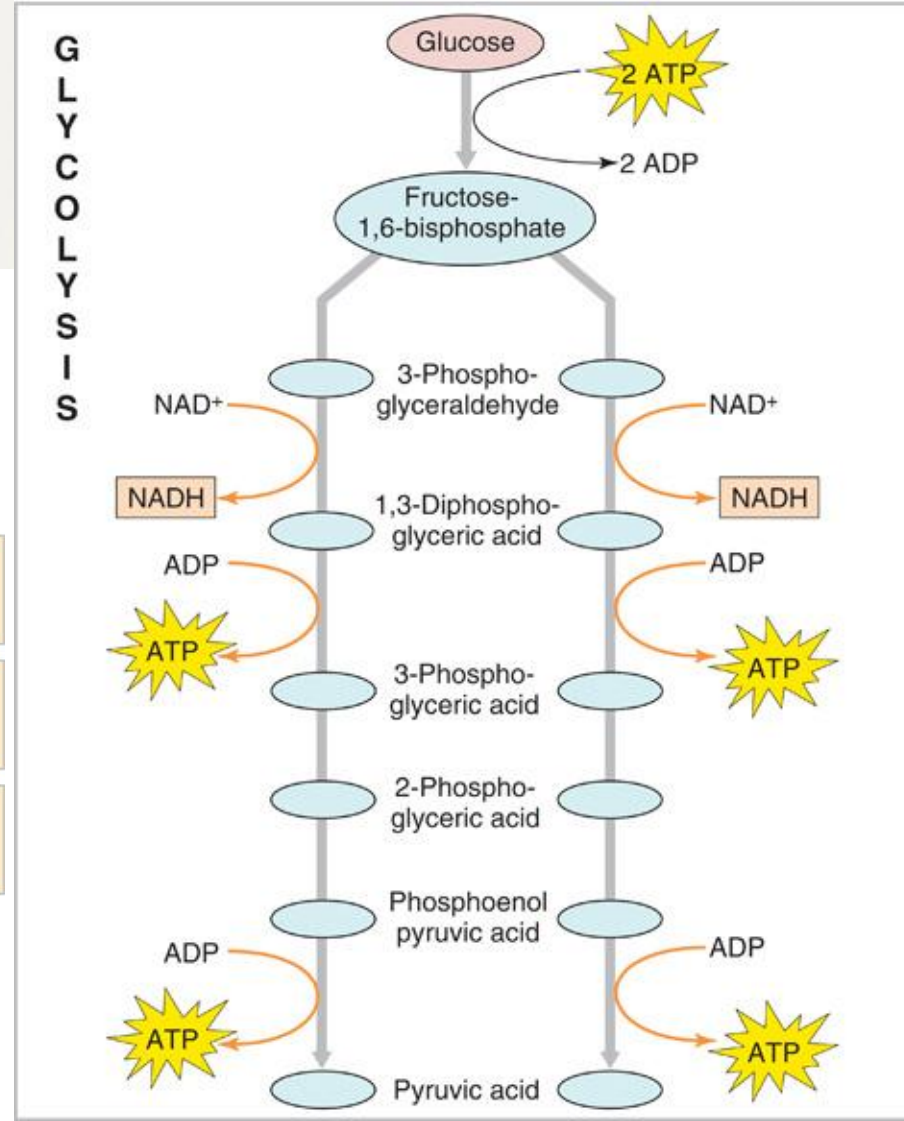 G
L
Y
C
O
L
Y
S
I
S
Glucose
2 ATP
2 ADP
Fructose-
1,6-bisphosphate
3-Phospho-
glyceraldehyde
NAD+
NAD+
NADH
NADH
1,3-Diphospho-
glyceric acid
ADP
ADP
ATP
ATP
3-Phospho-
glyceric acid
2-Phospho-
glyceric acid
Phosphoenol
pyruvic acid
ADP
ADP
ATP
ATP
Pyruvic acid